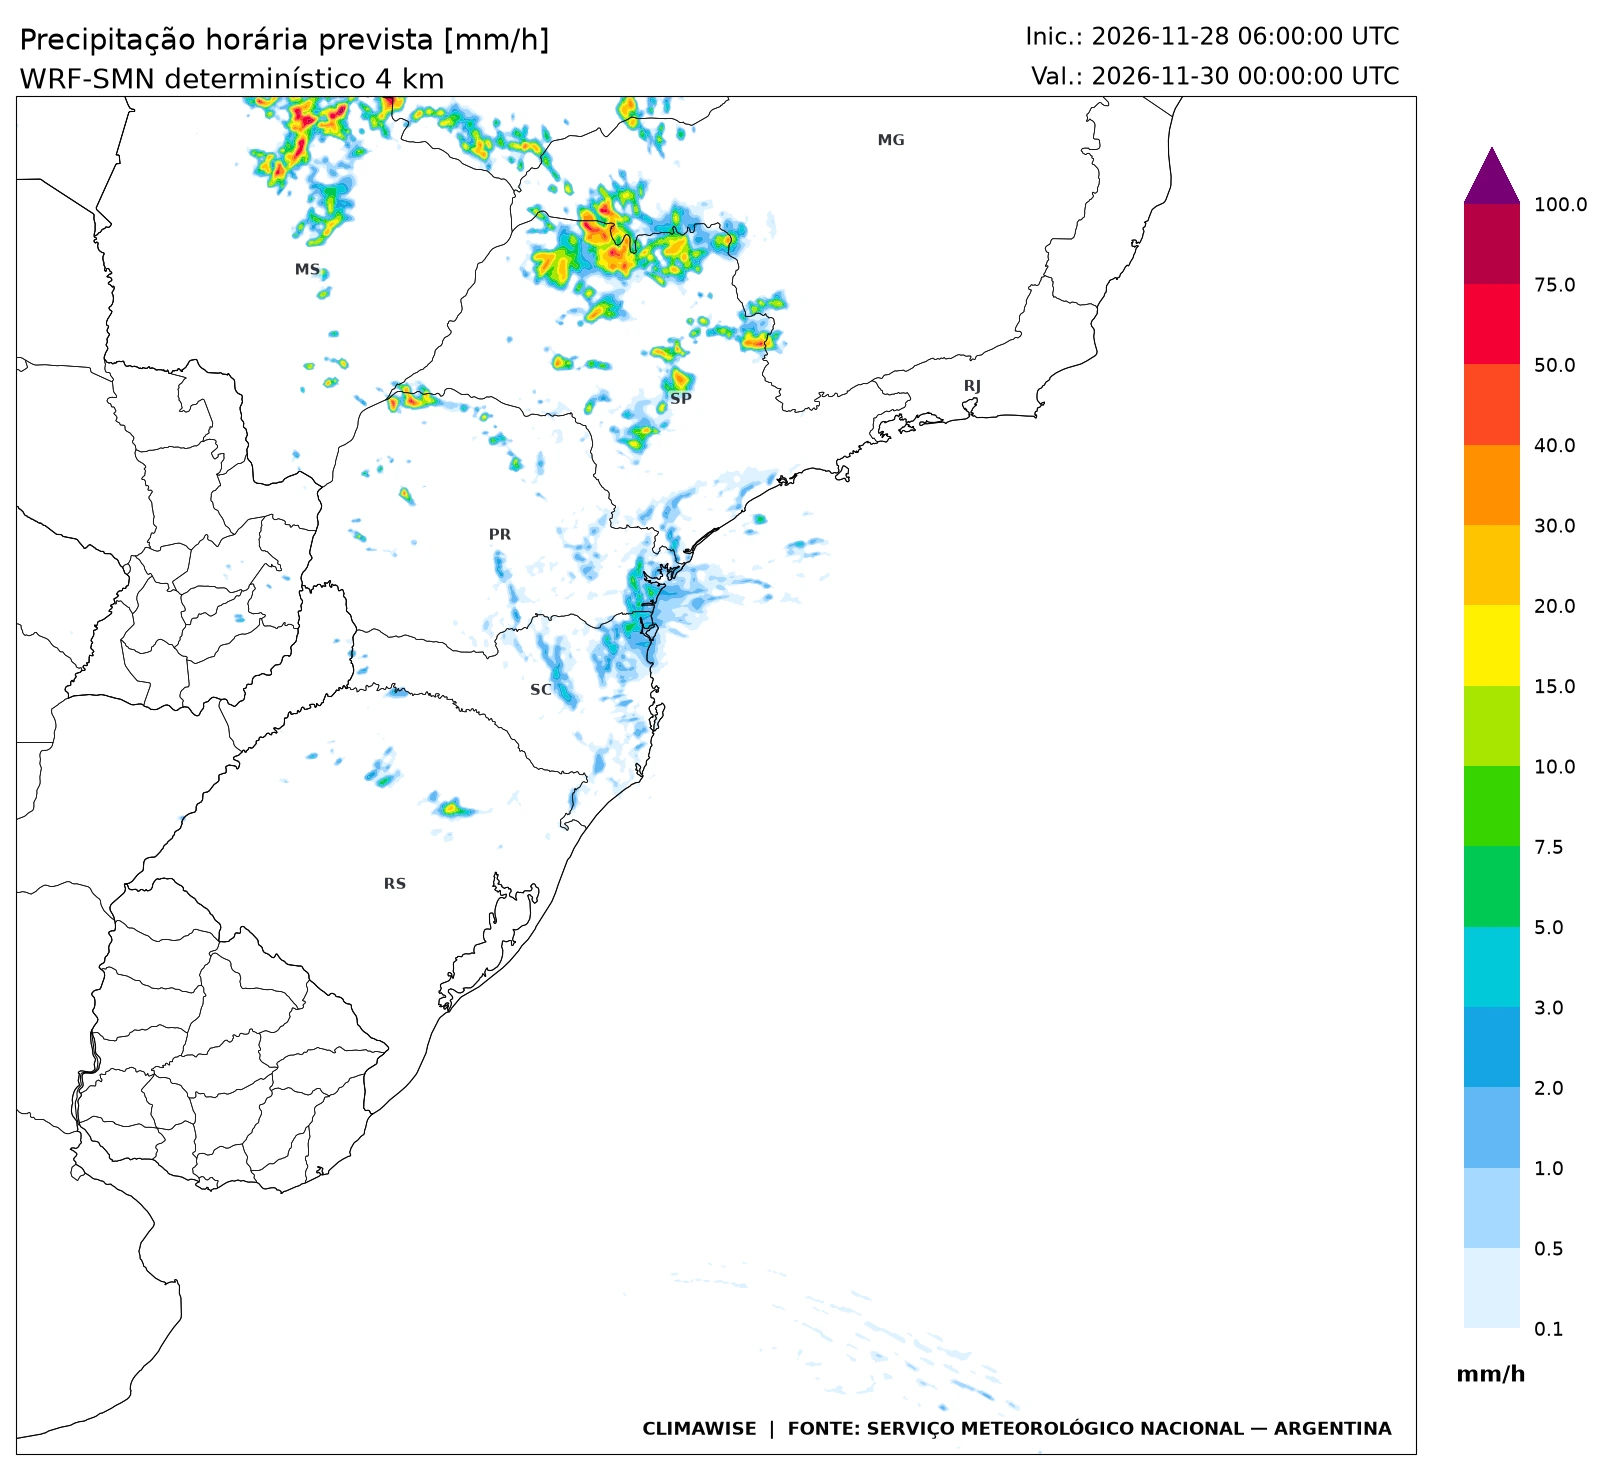 Precipitação horária prevista [mm/h]
WRF-SMN determinístico 4 km
Inic.: 2026-11-28 06:00:00 UTC
Val.: 2026-11-30 00:00:00 UTC
MG
MS
RJ
SP
PR
SC
RS
100.0
75.0
50.0
40.0
30.0
20.0
15.0
10.0
7.5
5.0
3.0
2.0
1.0
0.5
0.1
mm/h
CLIMAWISE | FONTE: SERVIÇO METEOROLÓGICO NACIONAL — ARGENTINA